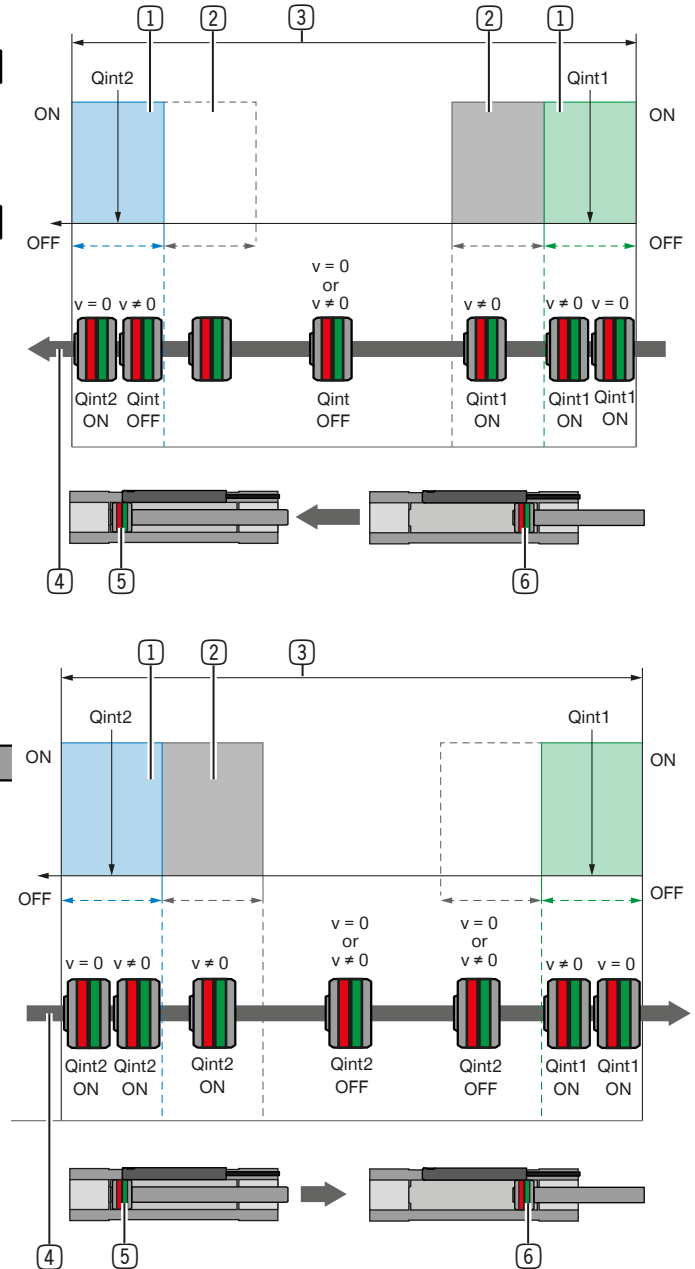 1 2 3 2 1
Qint2 Qint1
ON ON
OFF OFF
v = 0
or
v = 0 v ≠ 0 v ≠ 0 v ≠ 0 v ≠ 0 v = 0
Qint2 Qint Qint Qint1 Qint1 Qint1
ON OFF OFF ON ON ON
4 5 6
1 2 3
Qint2 Qint1
ON ON
OFF OFF
v = 0 v = 0
or or
v = 0 v ≠ 0 v ≠ 0 v ≠ 0 v ≠ 0 v ≠ 0 v = 0
Qint2 Qint2 Qint2 Qint2 Qint2 Qint1 Qint1
ON ON ON OFF OFF ON ON
4 5 6